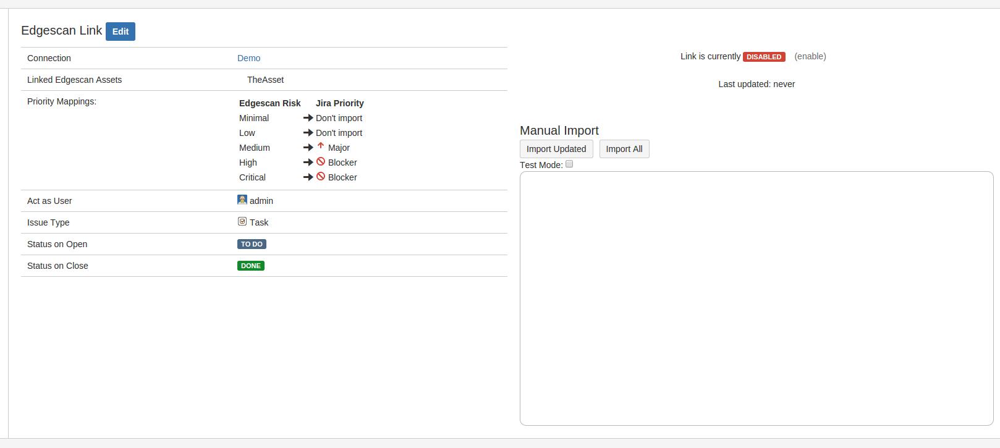 Edgescan Link Edit
Connection Demo
Linked Edgescan Assets TheAsset
Priority Mappings:
Edgescan Risk Jira Priority
Minimal Don't import
Low Don't import
Medium Major
High Blocker
Critical Blocker
Act as User admin
Issue Type Task
Status on Open TO DO
Status on Close DONE
Link is currently DISABLED (enable)
Last updated: never
Manual Import
Import Updated Import All
Test Mode: